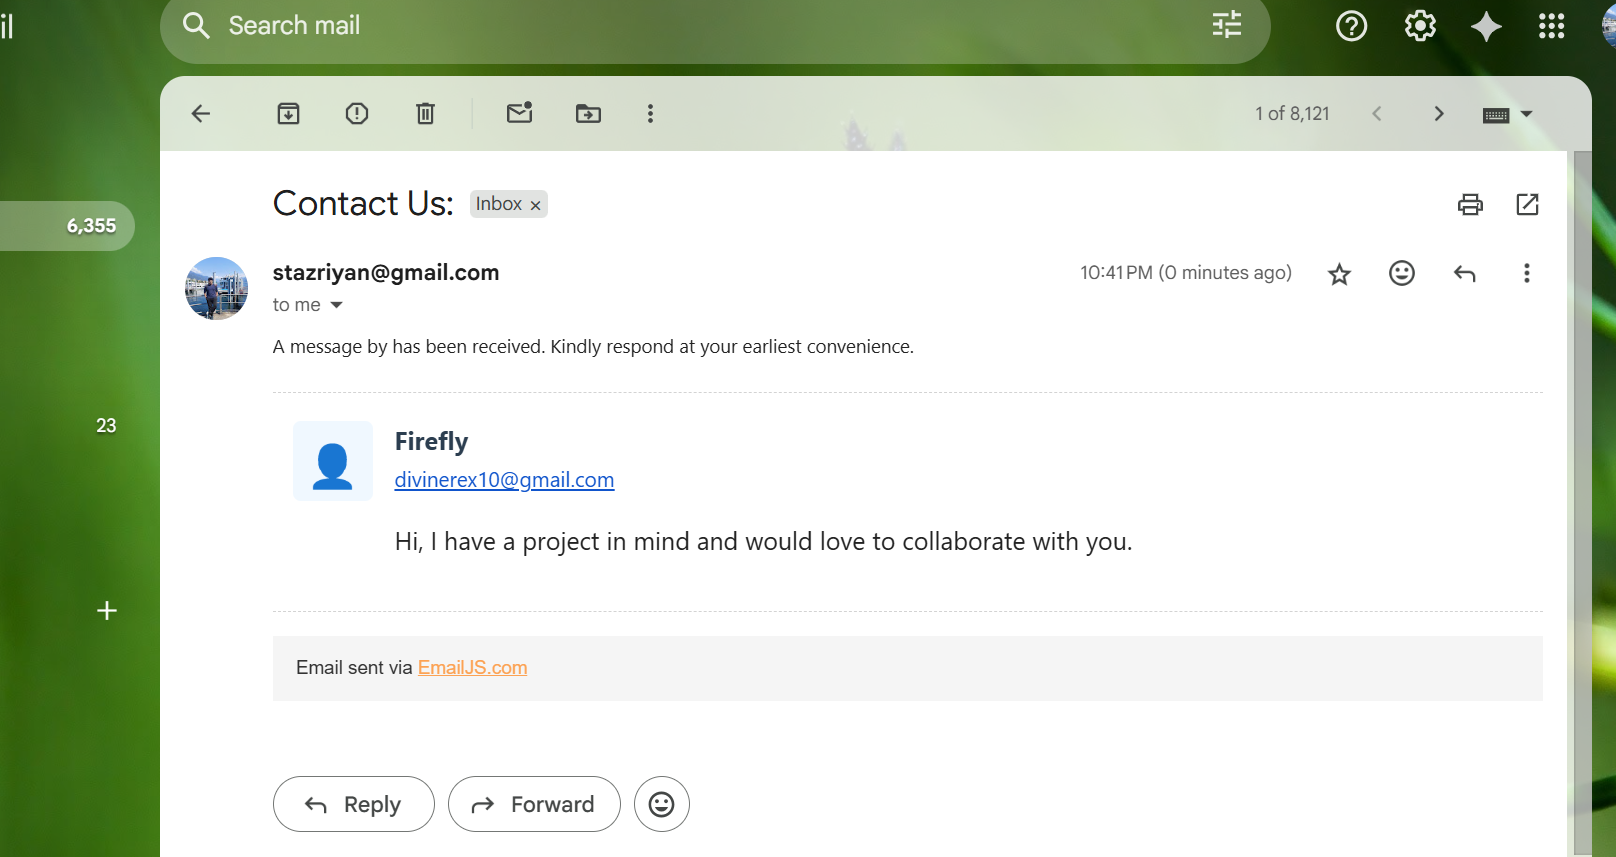 il
Search mail
1 of 8,121
6,355
Contact Us:
Inbox ×
stazriyan@gmail.com
10:41 PM (0 minutes ago)
to me
A message by has been received. Kindly respond at your earliest convenience.
23
Firefly
divinerex10@gmail.com
Hi, I have a project in mind and would love to collaborate with you.
Email sent via EmailJS.com
Reply
Forward